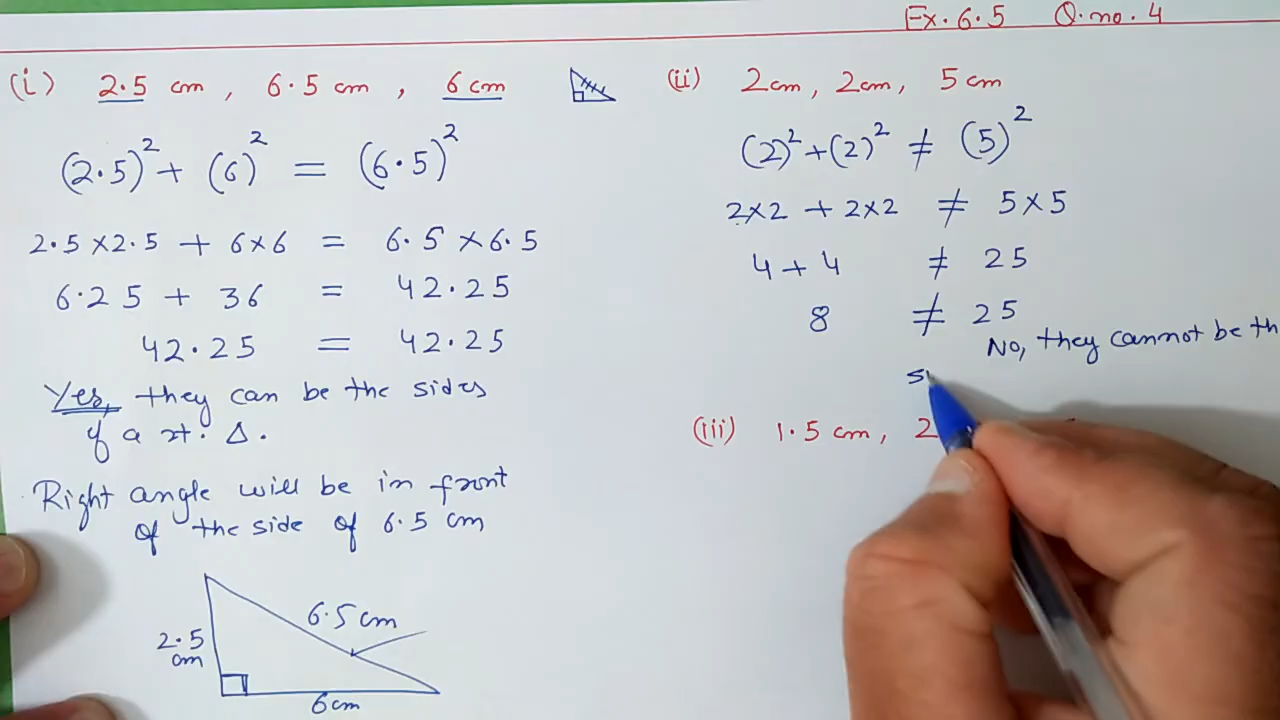 Ex. 6.5 Q. no. 4
(i) 2.5 cm, 6.5 cm, 6 cm
(2.5)² + (6)² = (6.5)²
2.5 × 2.5 + 6 × 6 = 6.5 × 6.5
6.25 + 36 = 42.25
42.25 = 42.25
Yes, they can be the sides
of a rt. Δ.
Right angle will be in front
of the side of 6.5 cm
6.5 cm
2.5
cm
6 cm
(ii) 2cm, 2cm, 5 cm
(2)² + (2)² ≠ (5)²
2×2 + 2×2 ≠ 5×5
4 + 4 ≠ 25
8 ≠ 25
No, they cannot be th
(iii) 1.5 cm, 2